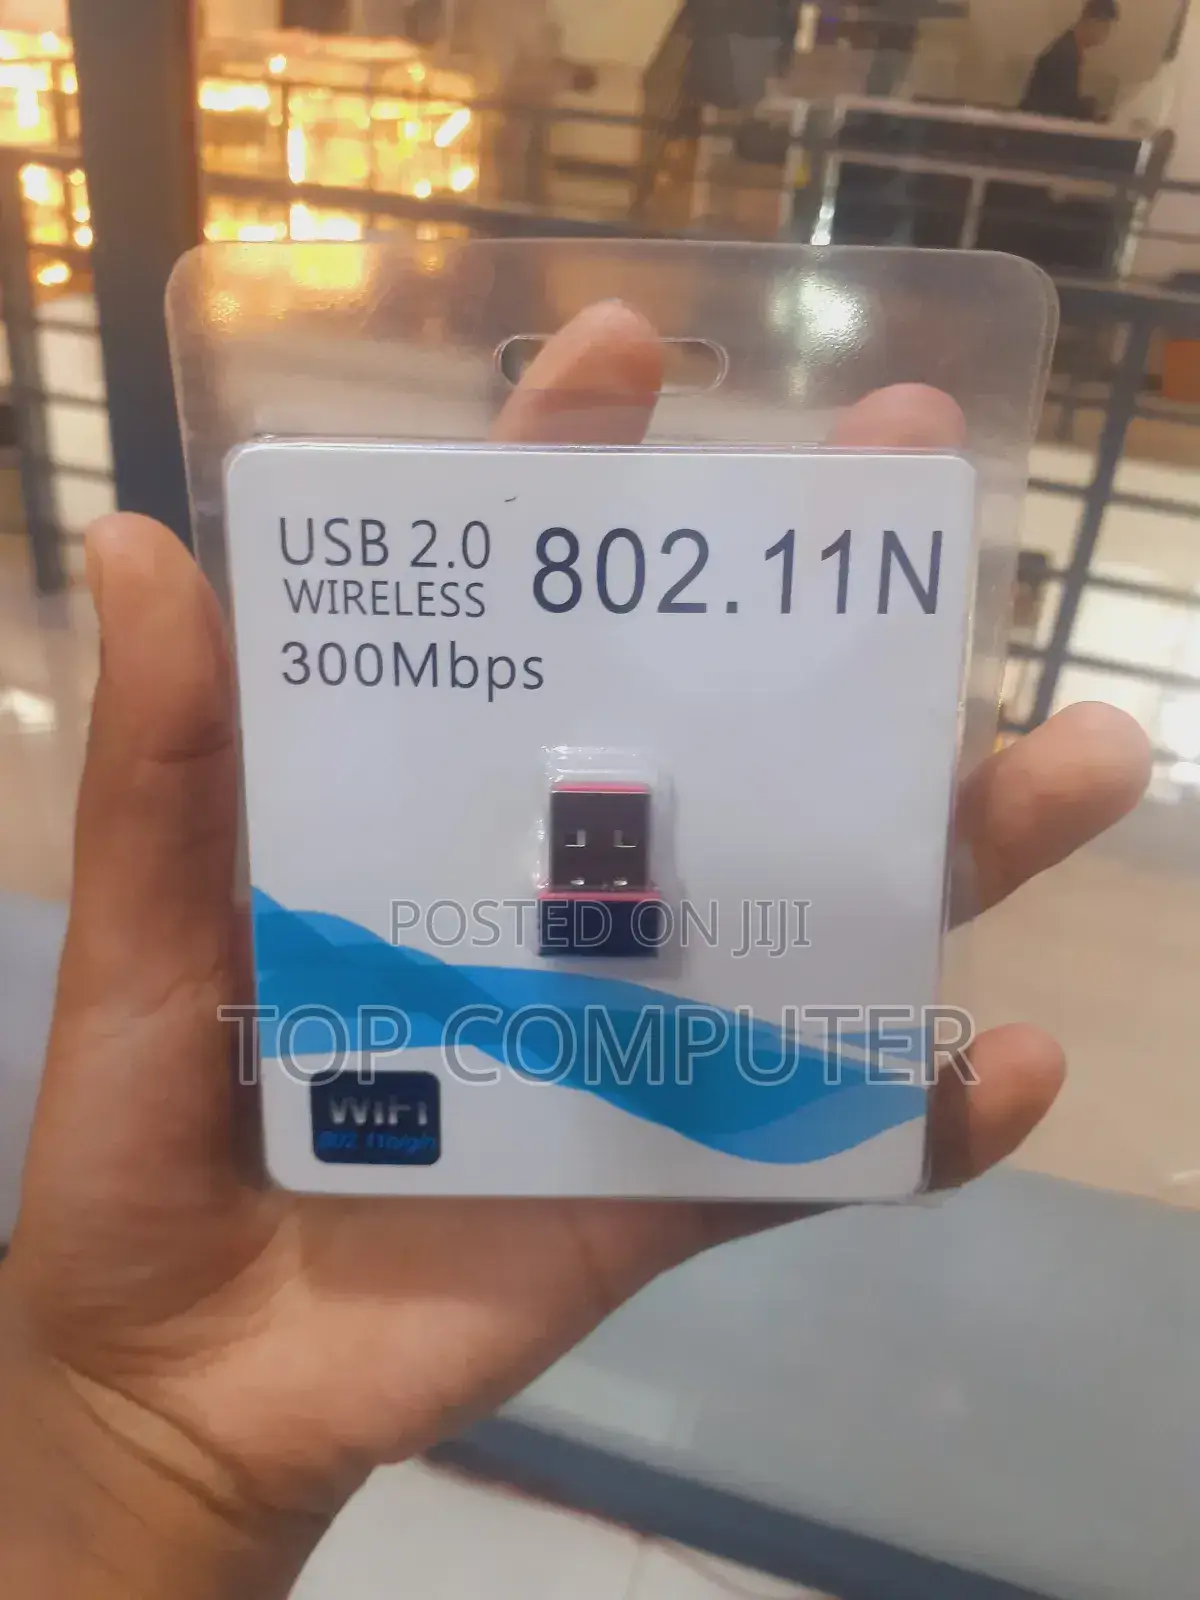 USB 2.0
WIRELESS
802.11N
300Mbps
POSTED ON JIJI
TOP COMPUTER
WiFi